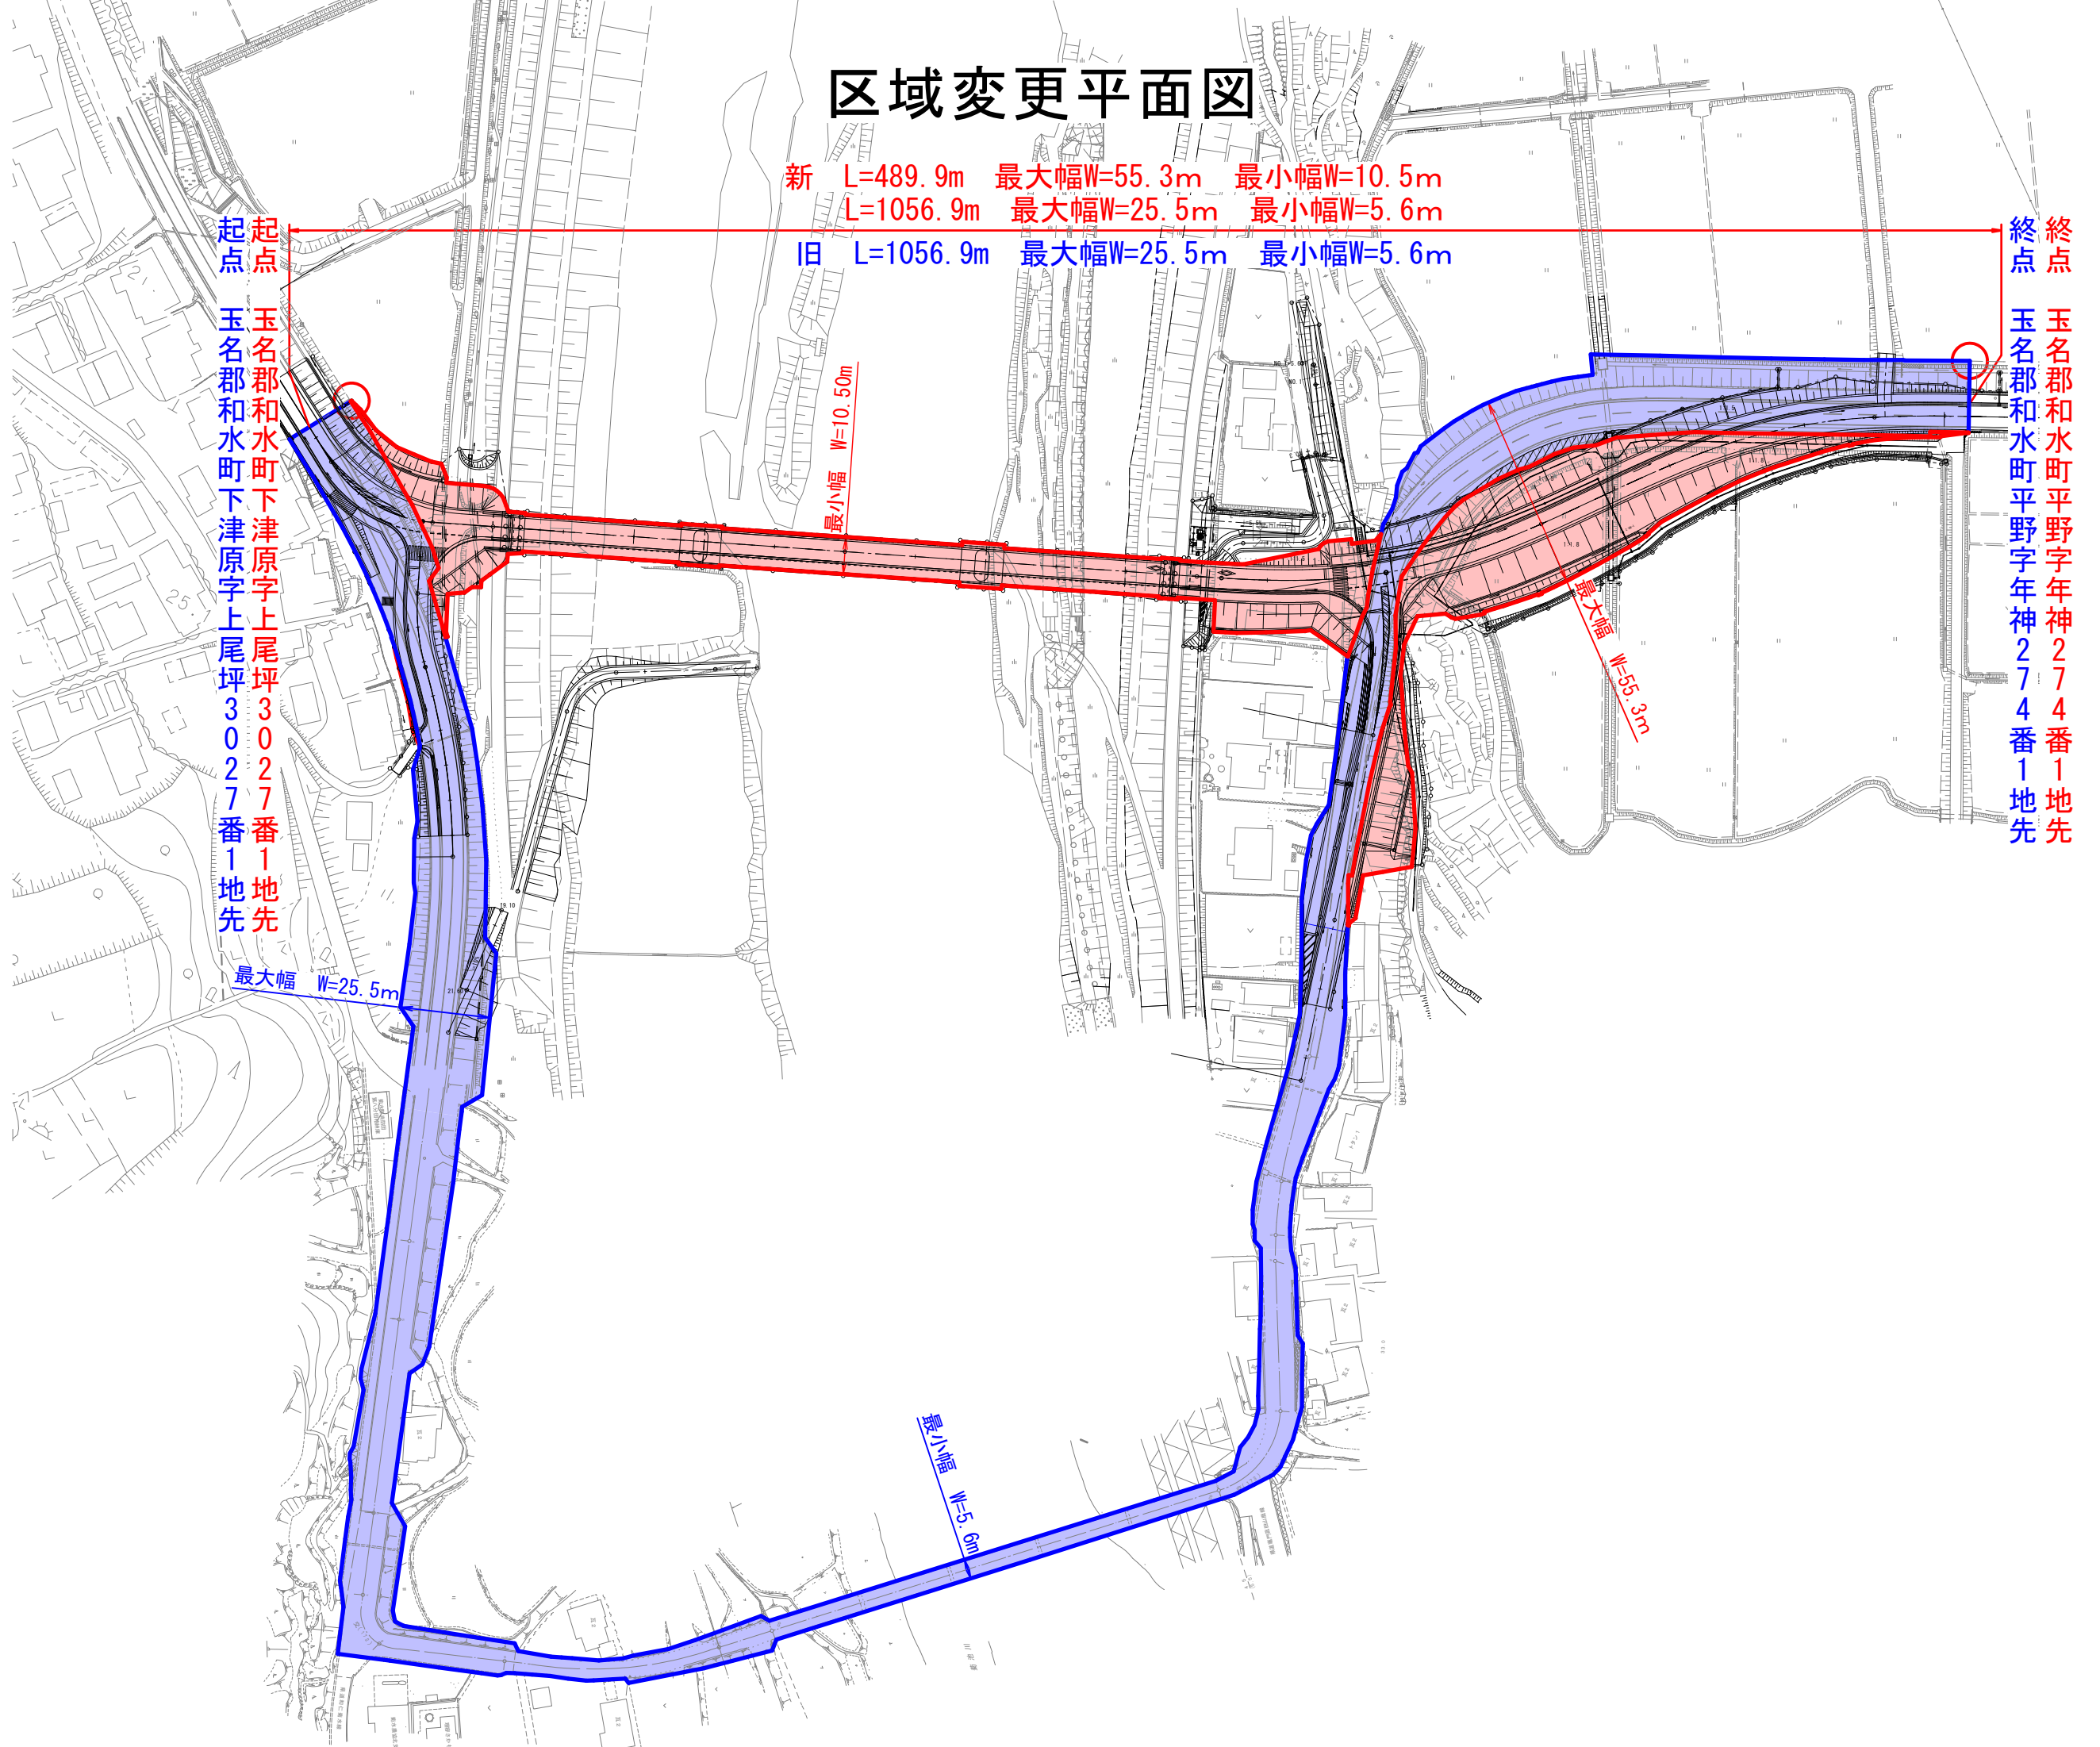 区域変更平面図
新　L=489.9m　最大幅W=55.3m　最小幅W=10.5m
L=1056.9m　最大幅W=25.5m　最小幅W=5.6m
旧　L=1056.9m　最大幅W=25.5m　最小幅W=5.6m
起点　玉名郡和水町下津原字上尾坪3027番1地先
起点　玉名郡和水町下津原字上尾坪3027番1地先
終点　玉名郡和水町平野字年神274番1地先
終点　玉名郡和水町平野字年神274番1地先
最小幅　W=10.50m
最大幅　W=55.3m
最大幅　W=25.5m
最小幅　W=5.6m
19.10